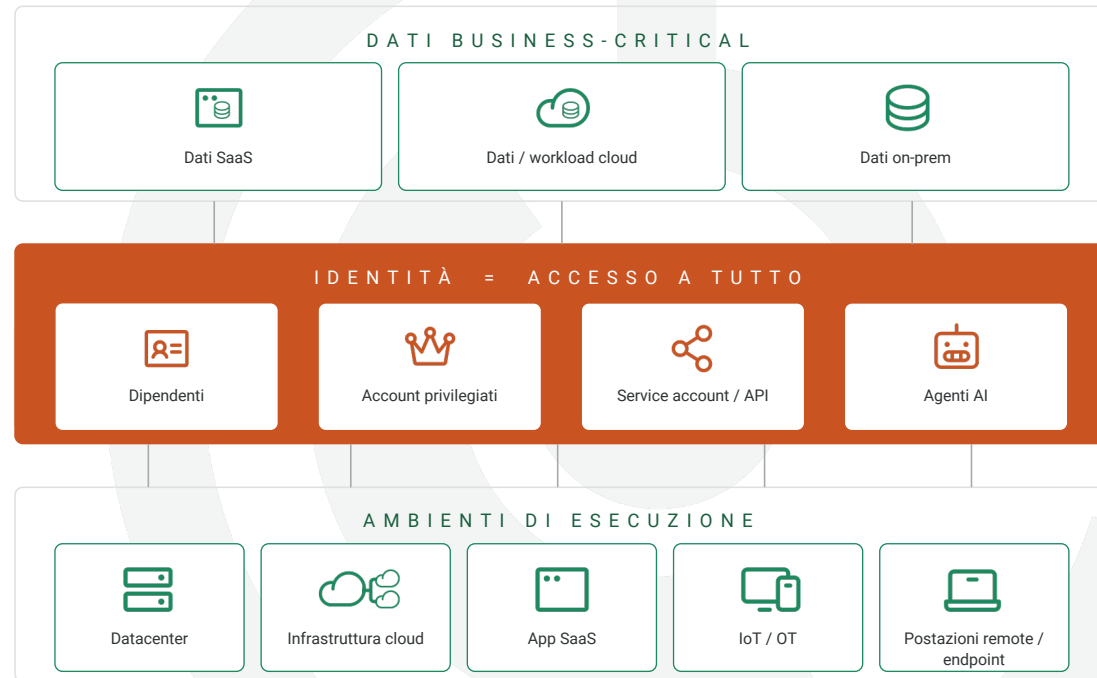 DATI BUSINESS-CRITICAL
Dati SaaS
Dati / workload cloud
Dati on-prem
IDENTITÀ = ACCESSO A TUTTO
Dipendenti
Account privilegiati
Service account / API
Agenti AI
AMBIENTI DI ESECUZIONE
Datacenter
Infrastruttura cloud
App SaaS
IoT / OT
Postazioni remote /
endpoint